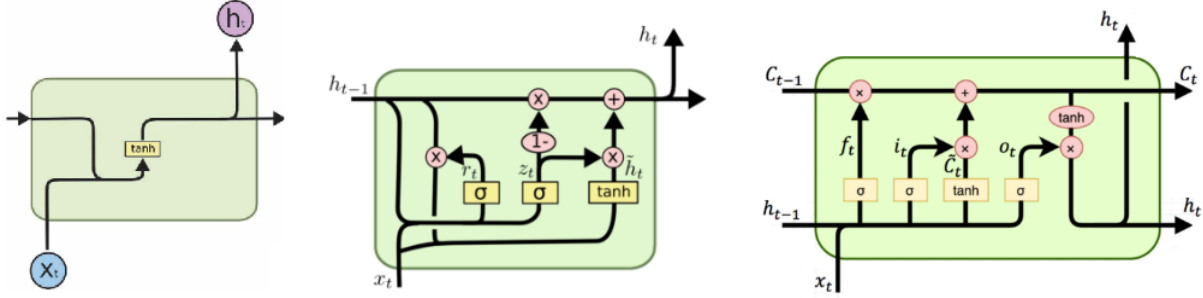 hₜ
tanh
Xₜ
hₜ
hₜ₋₁
x x +
1-
x rₜ zₜ x h̃ₜ
σ σ tanh
xₜ
hₜ
Cₜ₋₁ × + Cₜ
tanh
fₜ iₜ × oₜ ×
C̃ₜ
σ σ tanh σ
hₜ₋₁ hₜ
xₜ